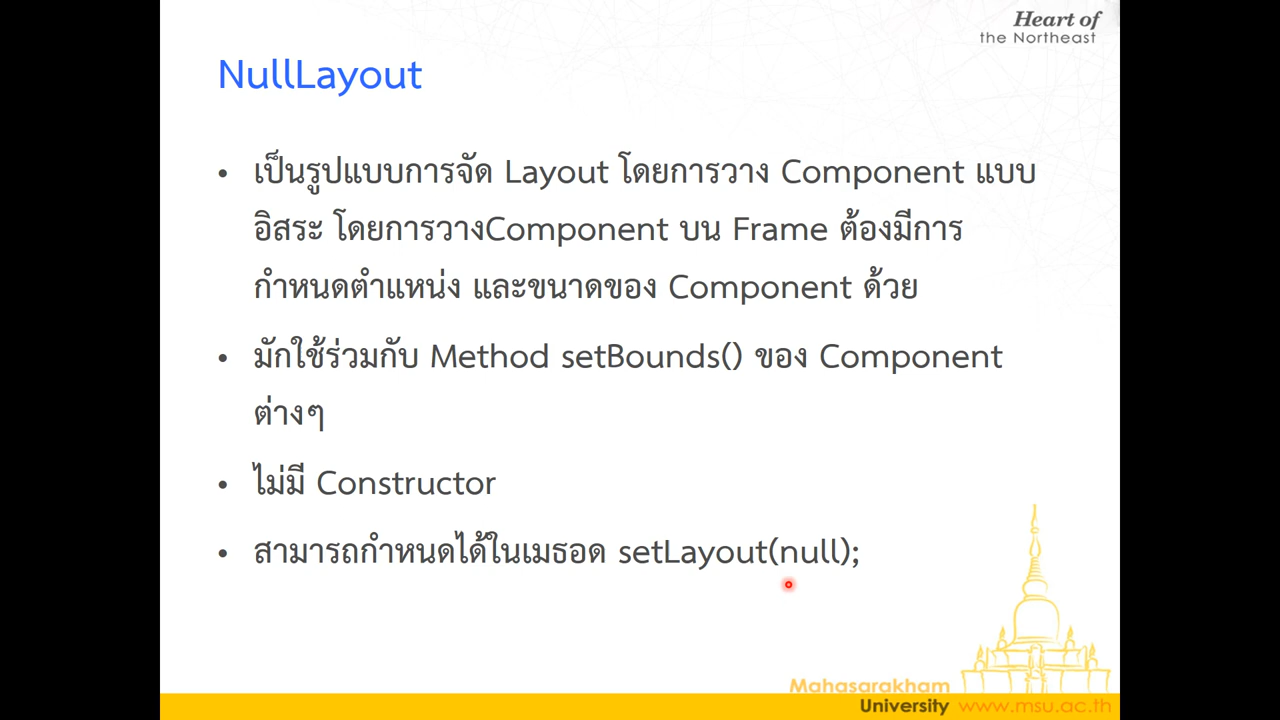 Heart of
the Northeast
NullLayout
• เป็นรูปแบบการจัด Layout โดยการวาง Component แบบ
อิสระ โดยการวางComponent บน Frame ต้องมีการ
กำหนดตำแหน่ง และขนาดของ Component ด้วย
• มักใช้ร่วมกับ Method setBounds() ของ Component
ต่างๆ
• ไม่มี Constructor
• สามารถกำหนดได้ในเมธอด setLayout(null);
Mahasarakham
University www.msu.ac.th